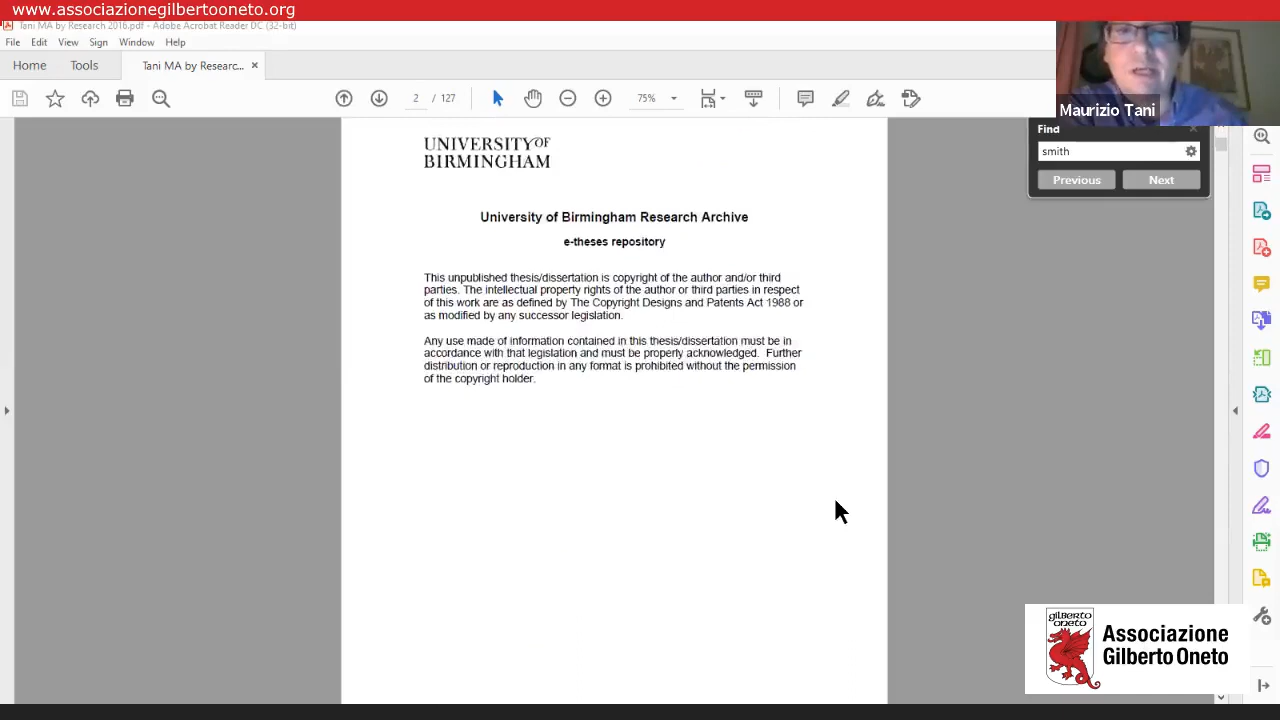 www.associazionegilbertooneto.org
Tani MA by Research 2016.pdf - Adobe Acrobat Reader DC (32-bit)
File Edit View Sign Window Help
Home Tools Tani MA by Researc... ×
2 / 127 75%
Maurizio Tani
Find
smith
Previous Next
UNIVERSITY OF
BIRMINGHAM
University of Birmingham Research Archive
e-theses repository
This unpublished thesis/dissertation is copyright of the author and/or third
parties. The intellectual property rights of the author or third parties in respect
of this work are as defined by The Copyright Designs and Patents Act 1988 or
as modified by any successor legislation.
Any use made of information contained in this thesis/dissertation must be in
accordance with that legislation and must be properly acknowledged. Further
distribution or reproduction in any format is prohibited without the permission
of the copyright holder.
gilberto
oneto
Associazione
Gilberto Oneto